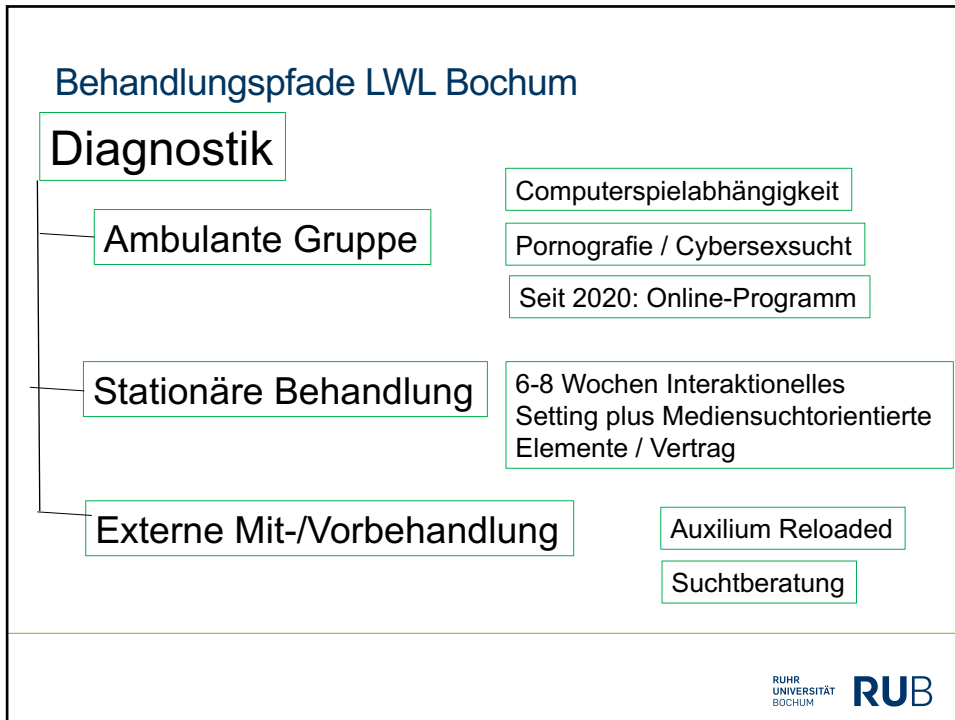 Behandlungspfade LWL Bochum
Diagnostik
Ambulante Gruppe
Computerspielabhängigkeit
Pornografie / Cybersexsucht
Seit 2020: Online-Programm
Stationäre Behandlung
6-8 Wochen Interaktionelles
Setting plus Mediensuchtorientierte
Elemente / Vertrag
Externe Mit-/Vorbehandlung
Auxilium Reloaded
Suchtberatung
RUHR
UNIVERSITÄT
BOCHUM
RUB